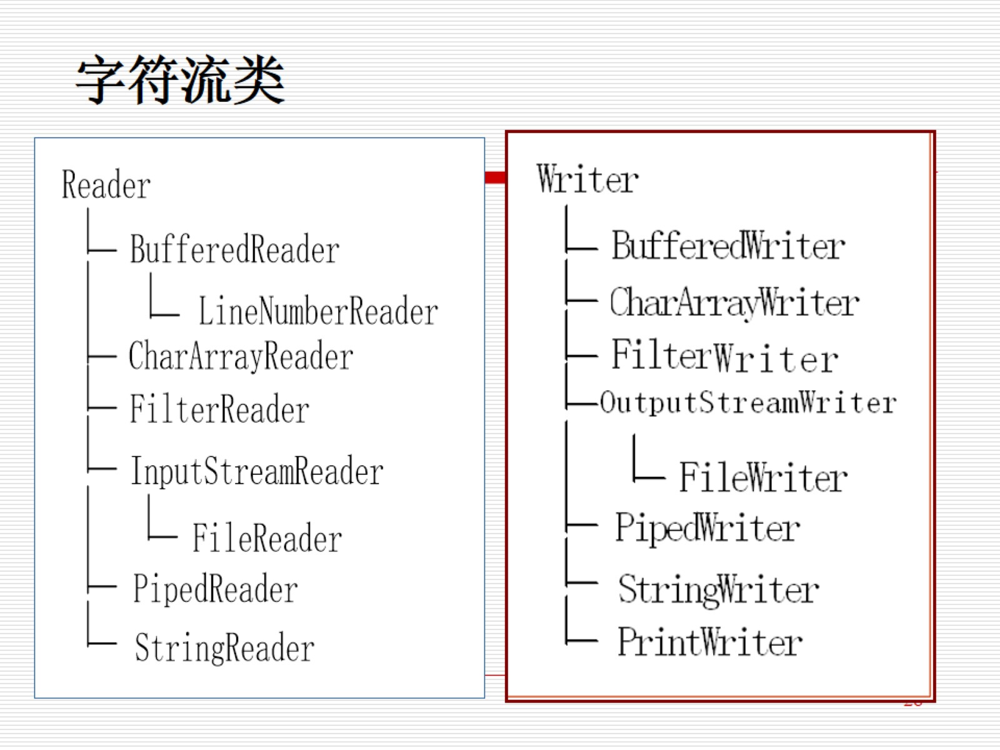 字符流类
Reader
BufferedReader
LineNumberReader
CharArrayReader
FilterReader
InputStreamReader
FileReader
PipedReader
StringReader
Writer
BufferedWriter
CharArrayWriter
FilterWriter
OutputStreamWriter
FileWriter
PipedWriter
StringWriter
PrintWriter